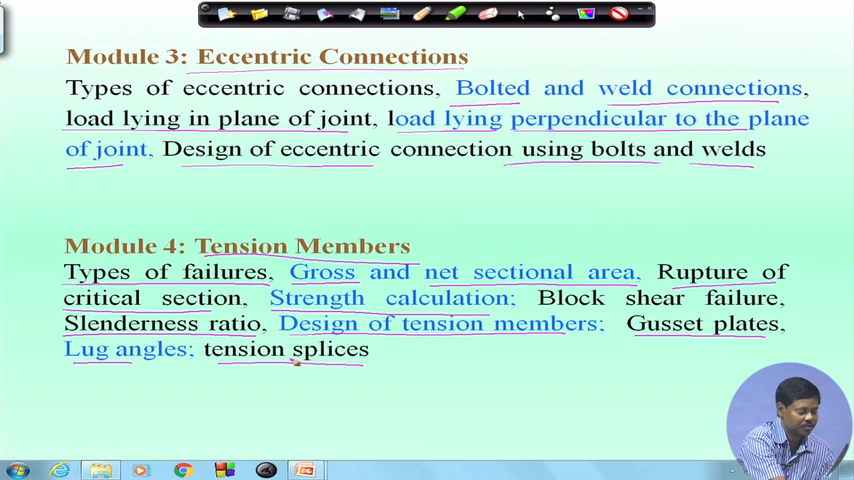 Module 3: Eccentric Connections
Types of eccentric connections, Bolted and weld connections,
load lying in plane of joint, load lying perpendicular to the plane
of joint, Design of eccentric connection using bolts and welds
Module 4: Tension Members
Types of failures, Gross and net sectional area, Rupture of
critical section, Strength calculation; Block shear failure,
Slenderness ratio, Design of tension members; Gusset plates,
Lug angles; tension splices